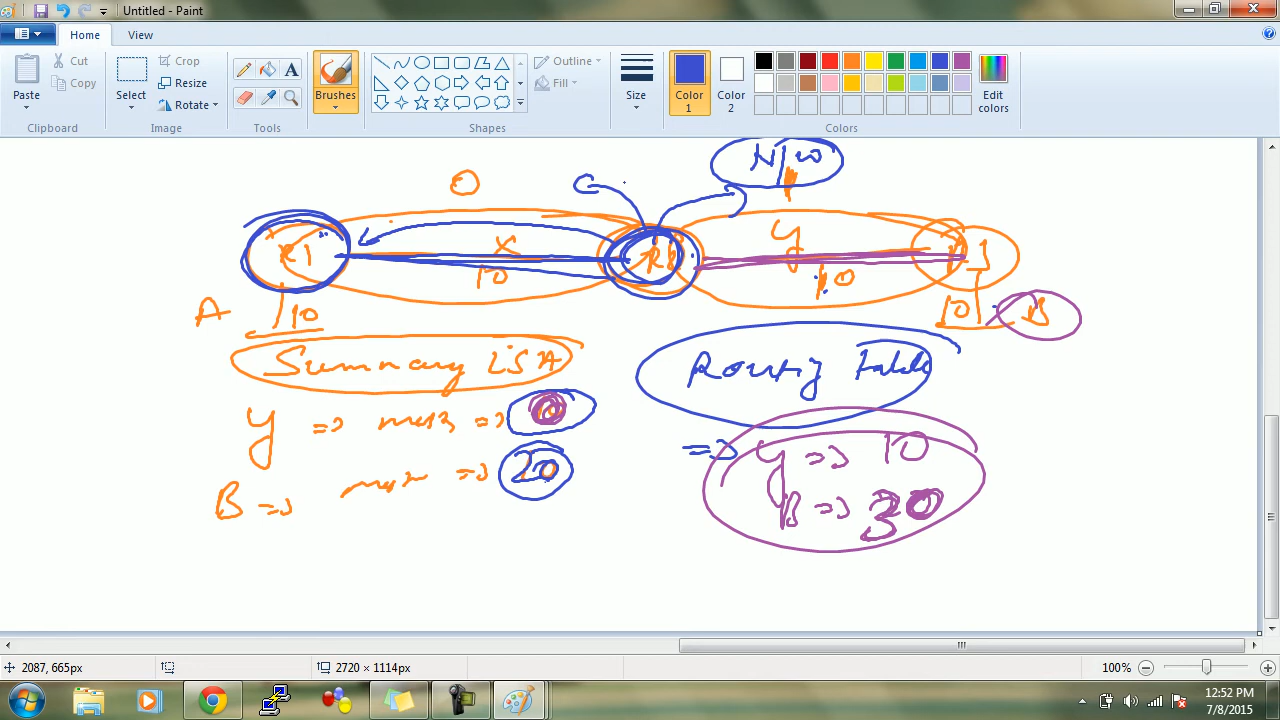 Untitled - Paint
Home View
Paste
Cut
Copy
Clipboard
Select
Crop
Resize
Rotate
Image
A
Tools
Brushes
Outline
Fill
Shapes
Size
Color 1
Color 2
Edit colors
Colors
N/w
O
R1 X y
10 10
A 10 10 B
Summary LSA Routing table
y => => 10
B => => 20
=> y => 10
B => 30
2087, 665px
2720 × 1114px
100%
12:52 PM
7/8/2015